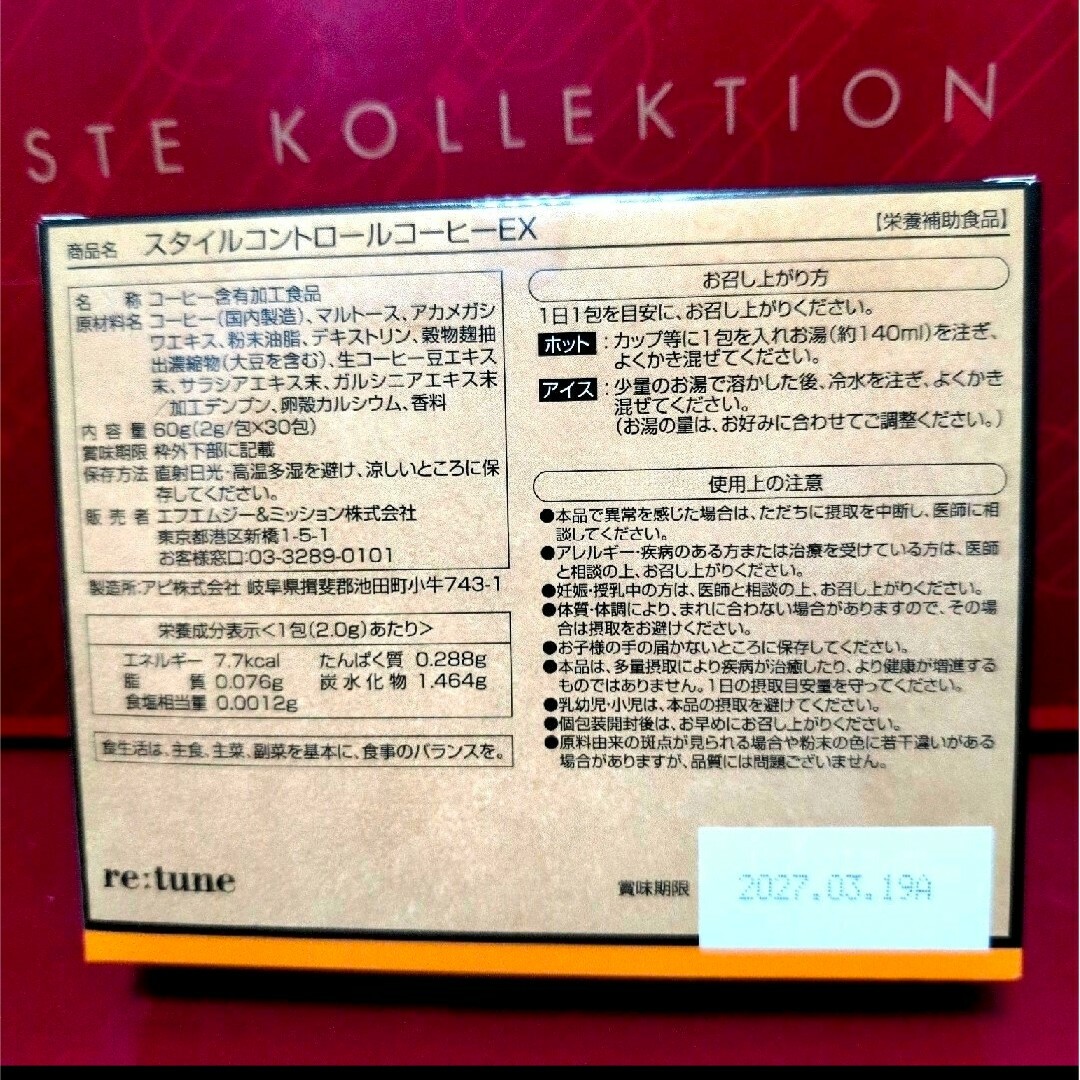 STE KOLLEKTION
商品名 スタイルコントロールコーヒーEX
【栄養補助食品】
名 称 コーヒー含有加工食品
原材料名 コーヒー(国内製造)、マルトース、アカメガシ
ワエキス、粉末油脂、デキストリン、穀物麹抽
出濃縮物(大豆を含む)、生コーヒー豆エキス
末、サラシアエキス末、ガルシニアエキス末
/加工デンプン、卵殻カルシウム、香料
内容量 60g(2g/包×30包)
賞味期限 枠外下部に記載
保存方法 直射日光・高温多湿を避け、涼しいところに保
存してください。
販売者 エフエムジー&ミッション株式会社
東京都港区新橋1-5-1
お客様窓口:03-3289-0101
製造所:アピ株式会社 岐阜県揖斐郡池田町小牛743-1
栄養成分表示<1包(2.0g)あたり>
エネルギー 7.7kcal たんぱく質 0.288g
脂 質 0.076g 炭水化物 1.464g
食塩相当量 0.0012g
食生活は、主食、主菜、副菜を基本に、食事のバランスを。
re:tune
お召し上がり方
1日1包を目安に、お召し上がりください。
ホット:カップ等に1包を入れお湯(約140ml)を注ぎ、
よくかき混ぜてください。
アイス:少量のお湯で溶かした後、冷水を注ぎ、よくかき
混ぜてください。
(お湯の量は、お好みに合わせてご調整ください。)
使用上の注意
●本品で異常を感じた場合は、ただちに摂取を中断し、医師に相
談してください。
●アレルギー・疾病のある方または治療を受けている方は、医師
と相談の上、お召し上がりください。
●妊娠・授乳中の方は、医師と相談の上、お召し上がりください。
●体質・体調により、まれに合わない場合がありますので、その場
合は摂取をお避けください。
●お子様の手の届かないところに保存してください。
●本品は、多量摂取により疾病が治癒したり、より健康が増進する
ものではありません。1日の摂取目安量を守ってください。
●乳幼児・小児は、本品の摂取を避けてください。
●個包装開封後は、お早めにお召し上がりください。
●原料由来の斑点が見られる場合や粉末の色に若干違いがある
場合がありますが、品質には問題ございません。
賞味期限 2027.03.19A